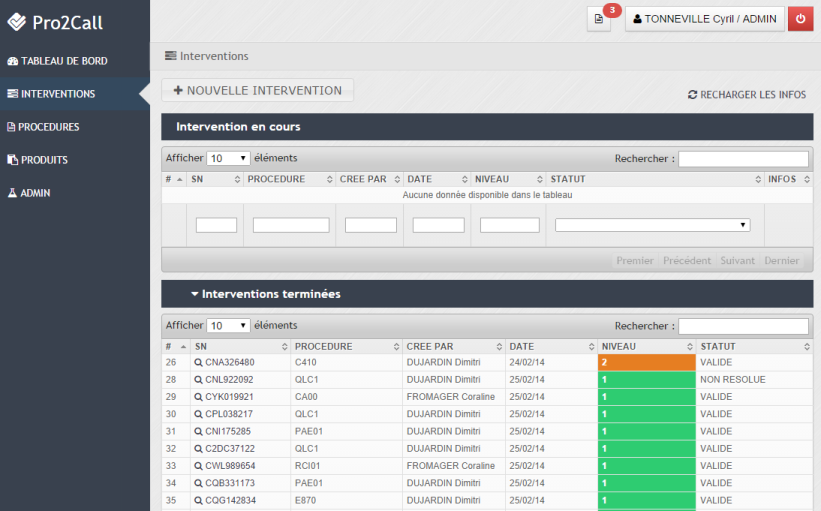 Pro2Call
3
TONNEVILLE Cyril / ADMIN
TABLEAU DE BORD
INTERVENTIONS
PROCEDURES
PRODUITS
ADMIN
Interventions
+ NOUVELLE INTERVENTION
RECHARGER LES INFOS
Intervention en cours
Afficher 10 éléments Rechercher :
# SN PROCEDURE CREE PAR DATE NIVEAU STATUT INFOS
Aucune donnée disponible dans le tableau
Premier Précédent Suivant Dernier
Interventions terminées
Afficher 10 éléments Rechercher :
# SN PROCEDURE CREE PAR DATE NIVEAU STATUT
26 CNA326480 C410 DUJARDIN Dimitri 24/02/14 2 VALIDE
28 CNL922092 QLC1 DUJARDIN Dimitri 25/02/14 1 NON RESOLUE
29 CYK019921 CA00 FROMAGER Coraline 25/02/14 1 VALIDE
30 CPL038217 QLC1 DUJARDIN Dimitri 25/02/14 1 VALIDE
31 CNI175285 PAE01 DUJARDIN Dimitri 25/02/14 1 VALIDE
32 C2DC37122 QLC1 DUJARDIN Dimitri 25/02/14 1 VALIDE
33 CWL989654 RCI01 FROMAGER Coraline 25/02/14 1 VALIDE
34 CQB331173 PAE01 DUJARDIN Dimitri 25/02/14 1 VALIDE
35 CQG142834 E870 DUJARDIN Dimitri 25/02/14 1 VALIDE